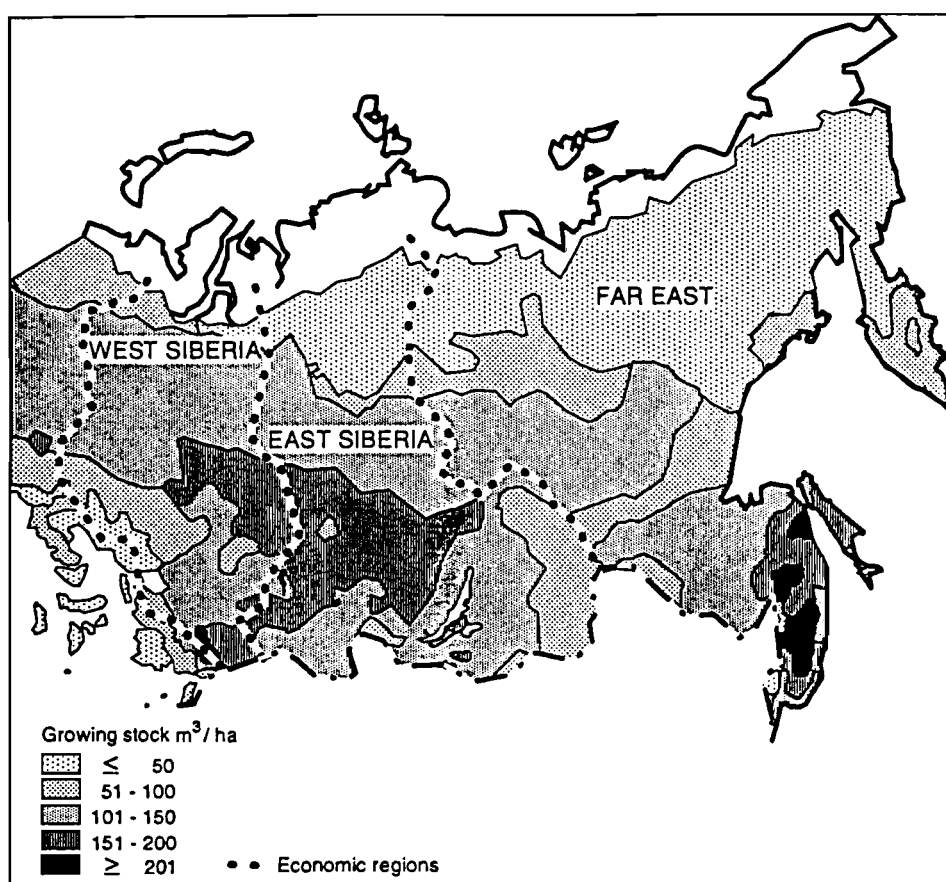 FAR EAST
WEST SIBERIA
EAST SIBERIA
Growing stock m³/ ha
≤ 50
51 - 100
101 - 150
151 - 200
≥ 201
Economic regions